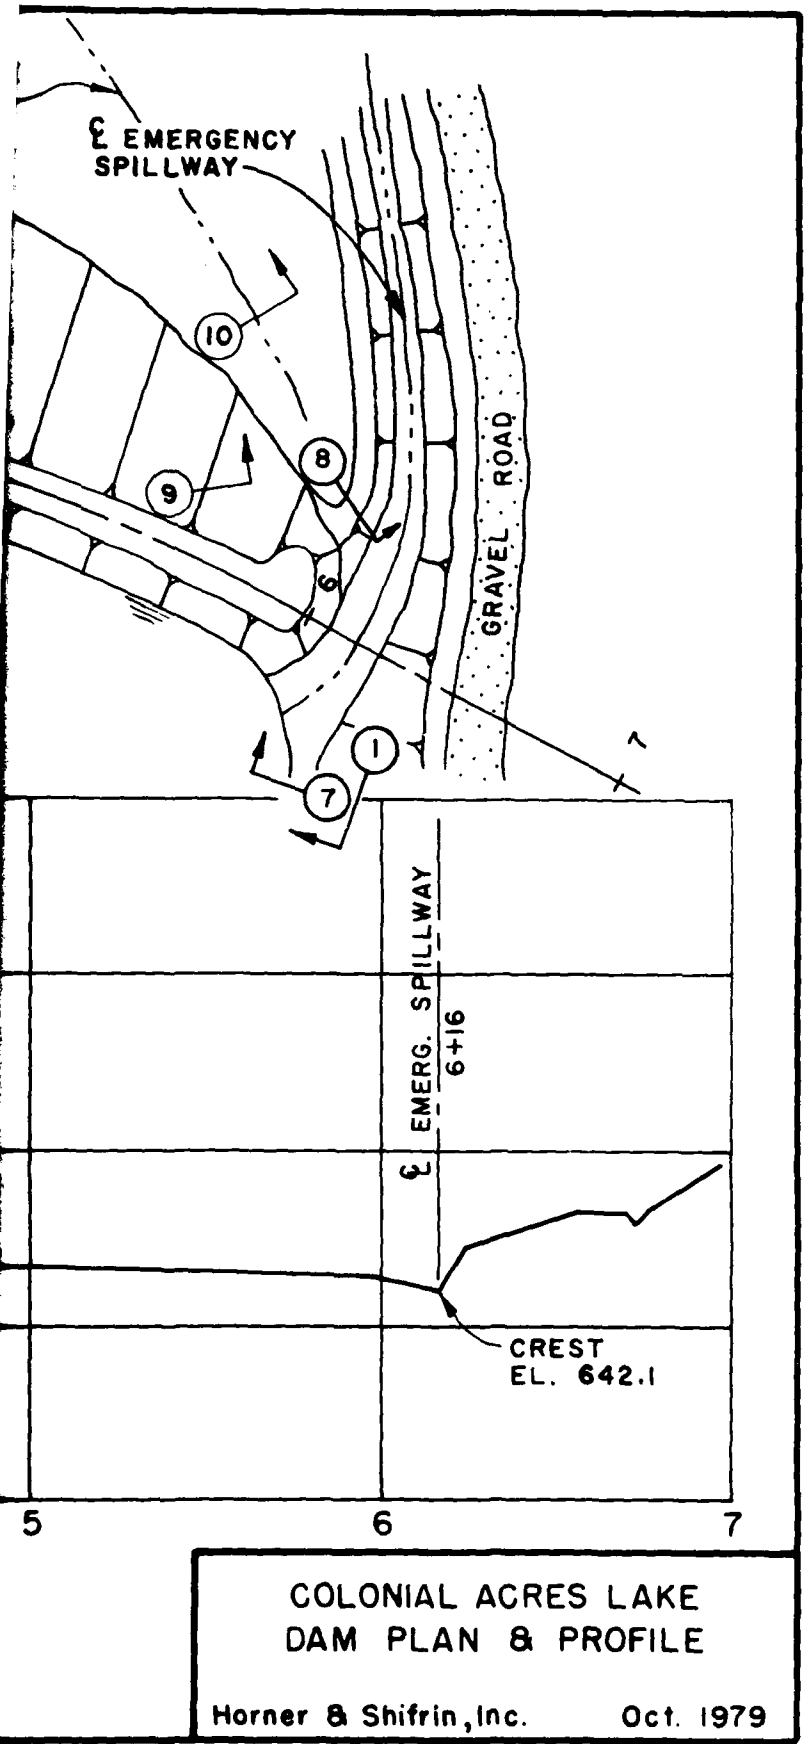 ℄ EMERGENCY
SPILLWAY
10
8
9
6
GRAVEL ROAD
7
1
7
℄ EMERG. SPILLWAY
6+16
CREST
EL. 642.1
5 6 7
COLONIAL ACRES LAKE
DAM PLAN & PROFILE
Horner & Shifrin, Inc. Oct. 1979